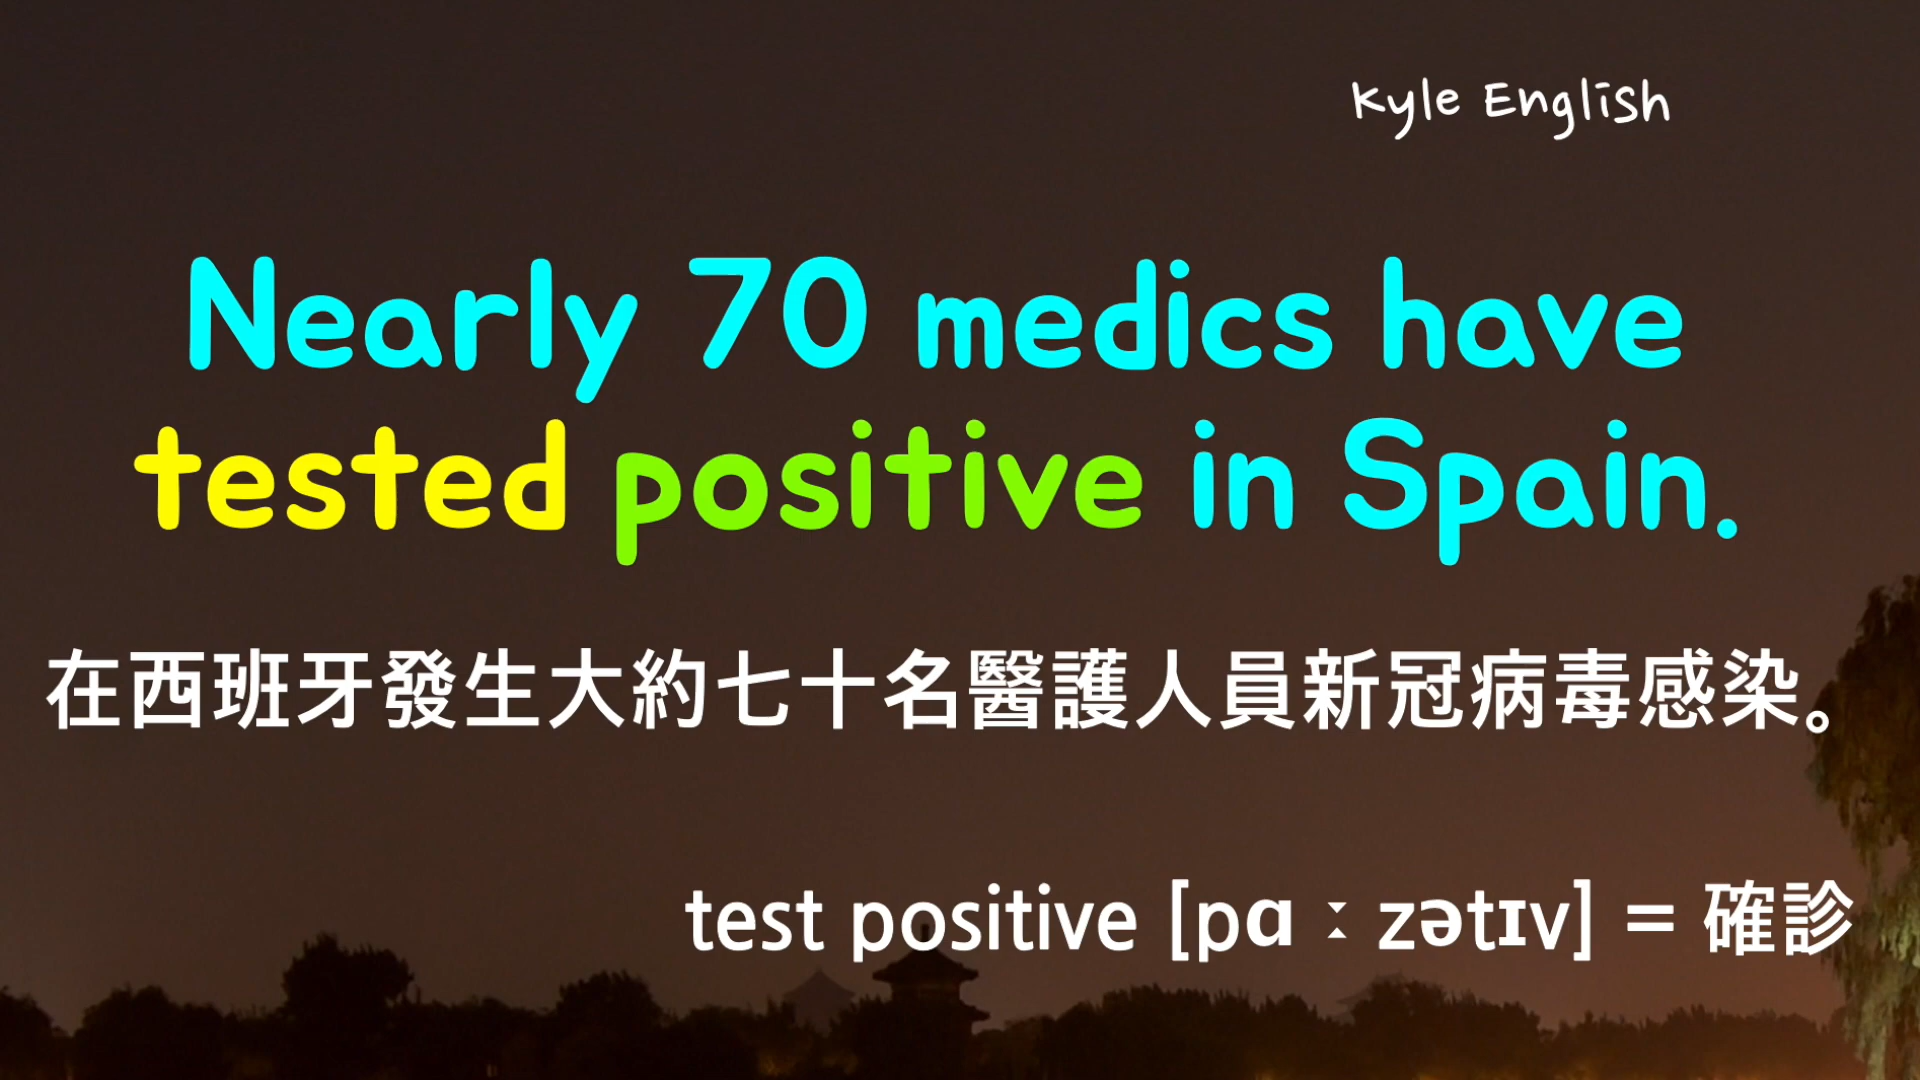 Kyle English
Nearly 70 medics have
tested positive in Spain.
在西班牙發生大約七十名醫護人員新冠病毒感染。
test positive [pɑːzətɪv] = 確診